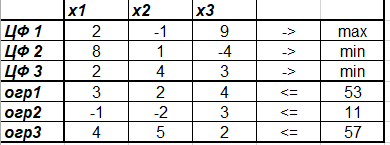 x1 x2 x3
ЦФ 1 2 -1 9 -> max
ЦФ 2 8 1 -4 -> min
ЦФ 3 2 4 3 -> min
огр1 3 2 4 <= 53
огр2 -1 -2 3 <= 11
огр3 4 5 2 <= 57